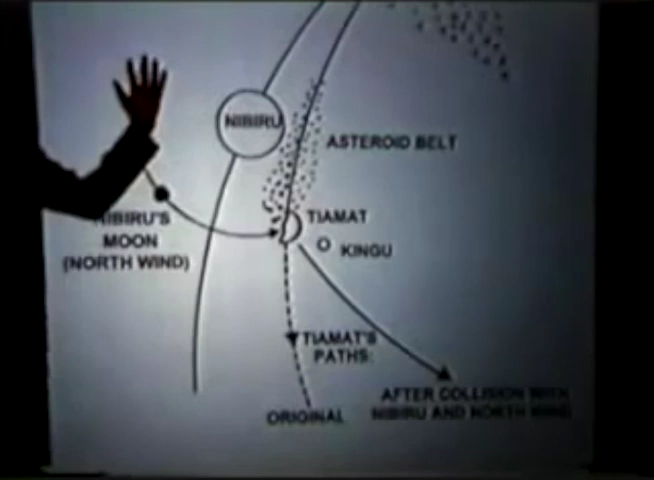 NIBIRU
ASTEROID BELT
NIBIRU'S
MOON
(NORTH WIND)
TIAMAT
KINGU
TIAMAT'S
PATHS:
ORIGINAL
AFTER COLLISION WITH
NIBIRU AND NORTH WIND